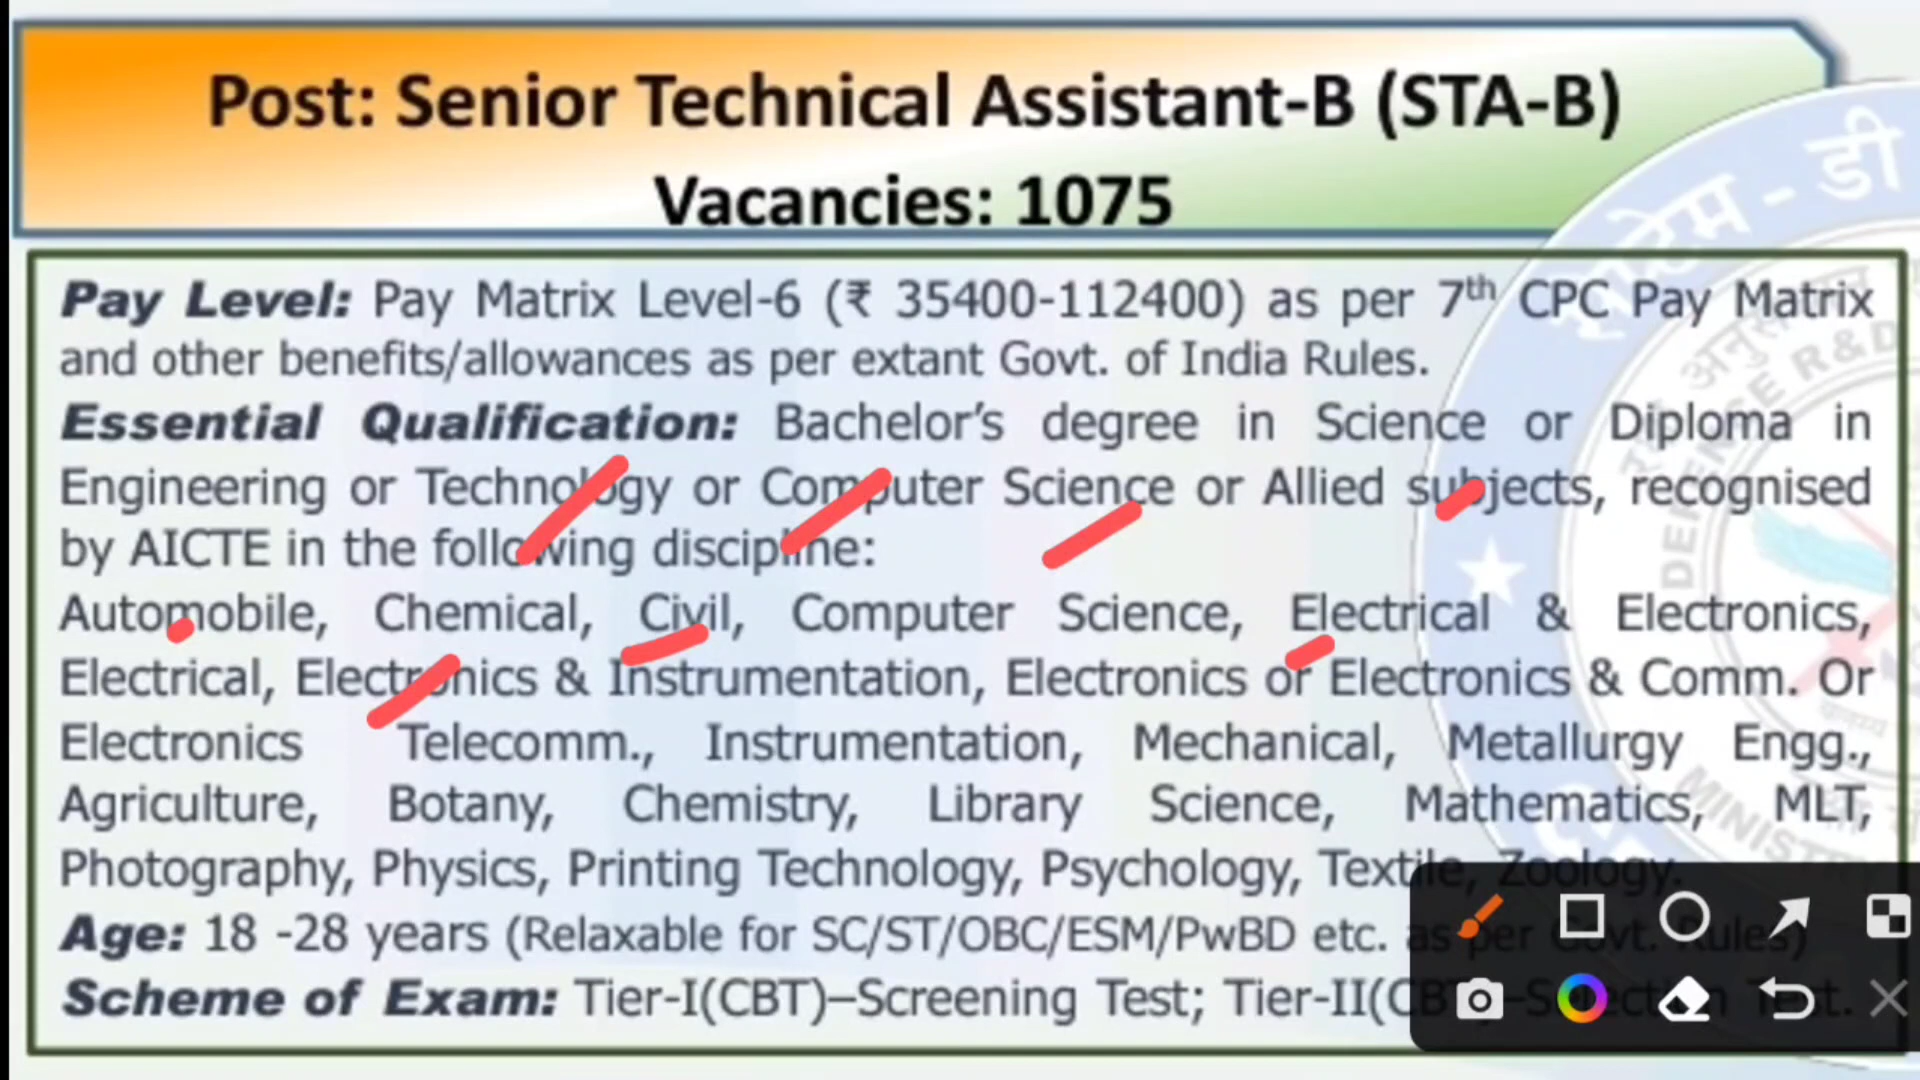 Post: Senior Technical Assistant-B (STA-B)
Vacancies: 1075
Pay Level: Pay Matrix Level-6 (₹ 35400-112400) as per 7th CPC Pay Matrix
and other benefits/allowances as per extant Govt. of India Rules.
Essential Qualification: Bachelor's degree in Science or Diploma in
Engineering or Technology or Computer Science or Allied subjects, recognised
by AICTE in the following discipline:
Automobile, Chemical, Civil, Computer Science, Electrical & Electronics,
Electrical, Electronics & Instrumentation, Electronics or Electronics & Comm. Or
Electronics Telecomm., Instrumentation, Mechanical, Metallurgy Engg.,
Agriculture, Botany, Chemistry, Library Science, Mathematics, MLT,
Photography, Physics, Printing Technology, Psychology, Textile, Zoology.
Age: 18 -28 years (Relaxable for SC/ST/OBC/ESM/PwBD etc. as per Govt. Rules)
Scheme of Exam: Tier-I(CBT)–Screening Test; Tier-II(CBT)–Selection Test.
डी
DEFENCE R&D
MINIST